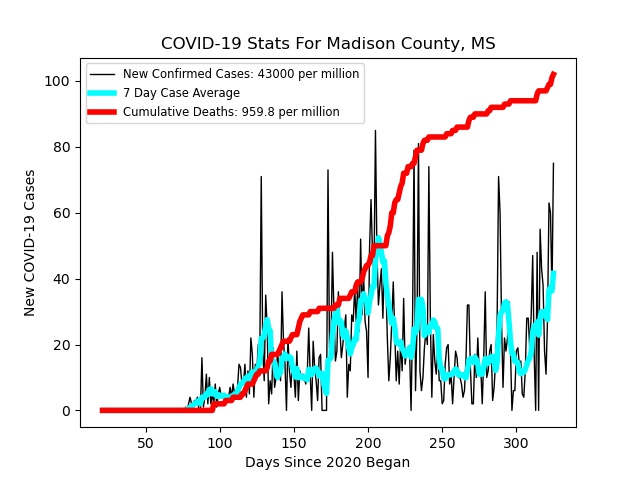 COVID-19 Stats For Madison County, MS
New Confirmed Cases: 43000 per million
7 Day Case Average
Cumulative Deaths: 959.8 per million
New COVID-19 Cases
100
80
60
40
20
0
50
100
150
200
250
300
Days Since 2020 Began